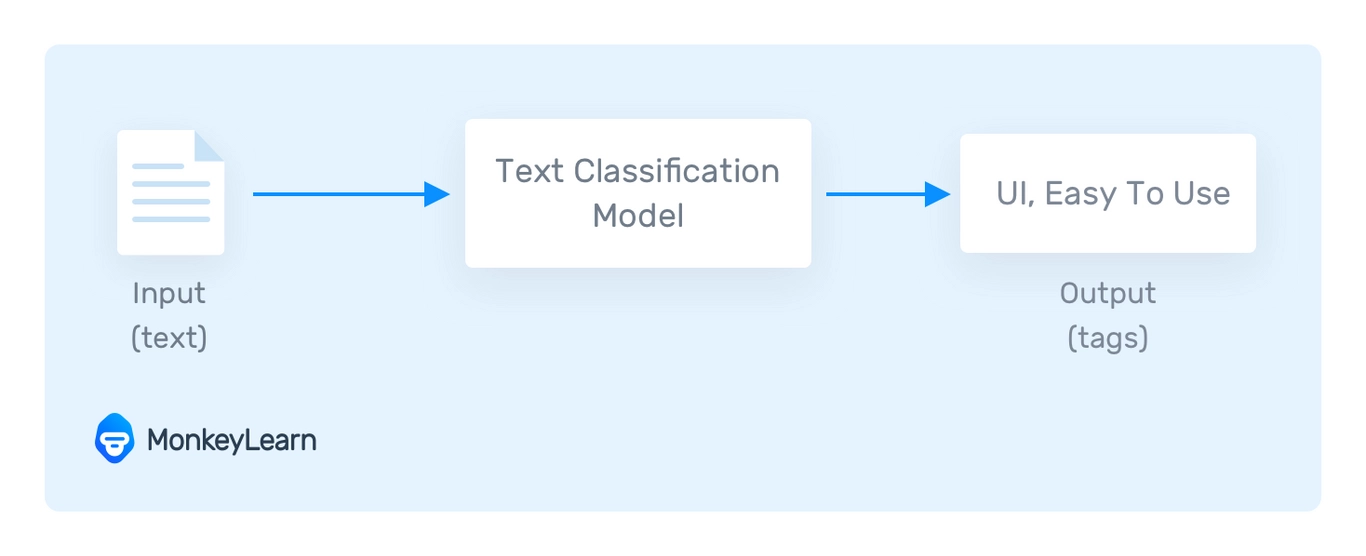 Text Classification
Model
UI, Easy To Use
Input
(text)
Output
(tags)
MonkeyLearn